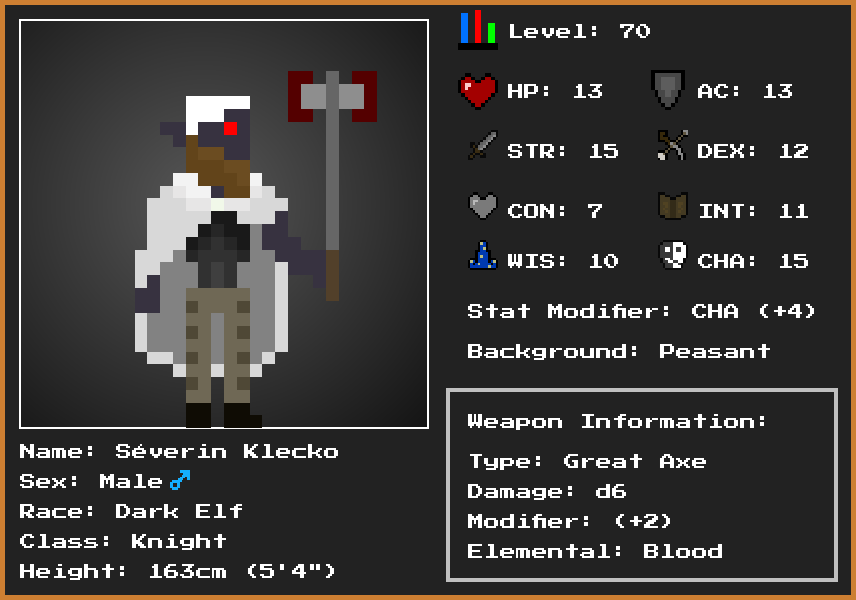 Level: 70
HP: 13
AC: 13
STR: 15
DEX: 12
CON: 7
INT: 11
WIS: 10
CHA: 15
Stat Modifier: CHA (+4)
Background: Peasant
Weapon Information:
Type: Great Axe
Damage: d6
Modifier: (+2)
Elemental: Blood
Name: Séverin Klecko
Sex: Male♂
Race: Dark Elf
Class: Knight
Height: 163cm (5'4")